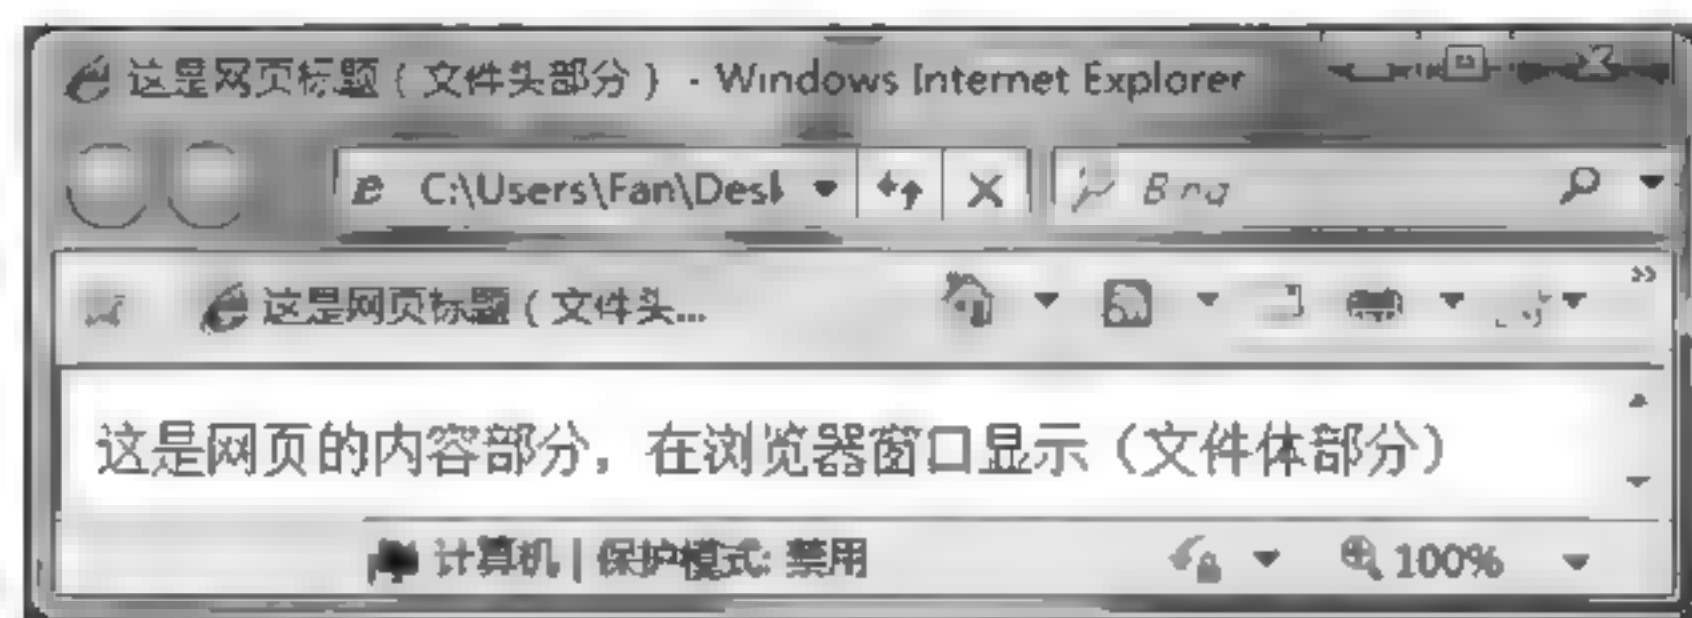 这是网页标题（文件头部分） - Windows Internet Explorer
C:\Users\Fan\Desk Bing
这是网页标题（文件头...
这是网页的内容部分，在浏览器窗口显示（文件体部分）
计算机 | 保护模式: 禁用 100%